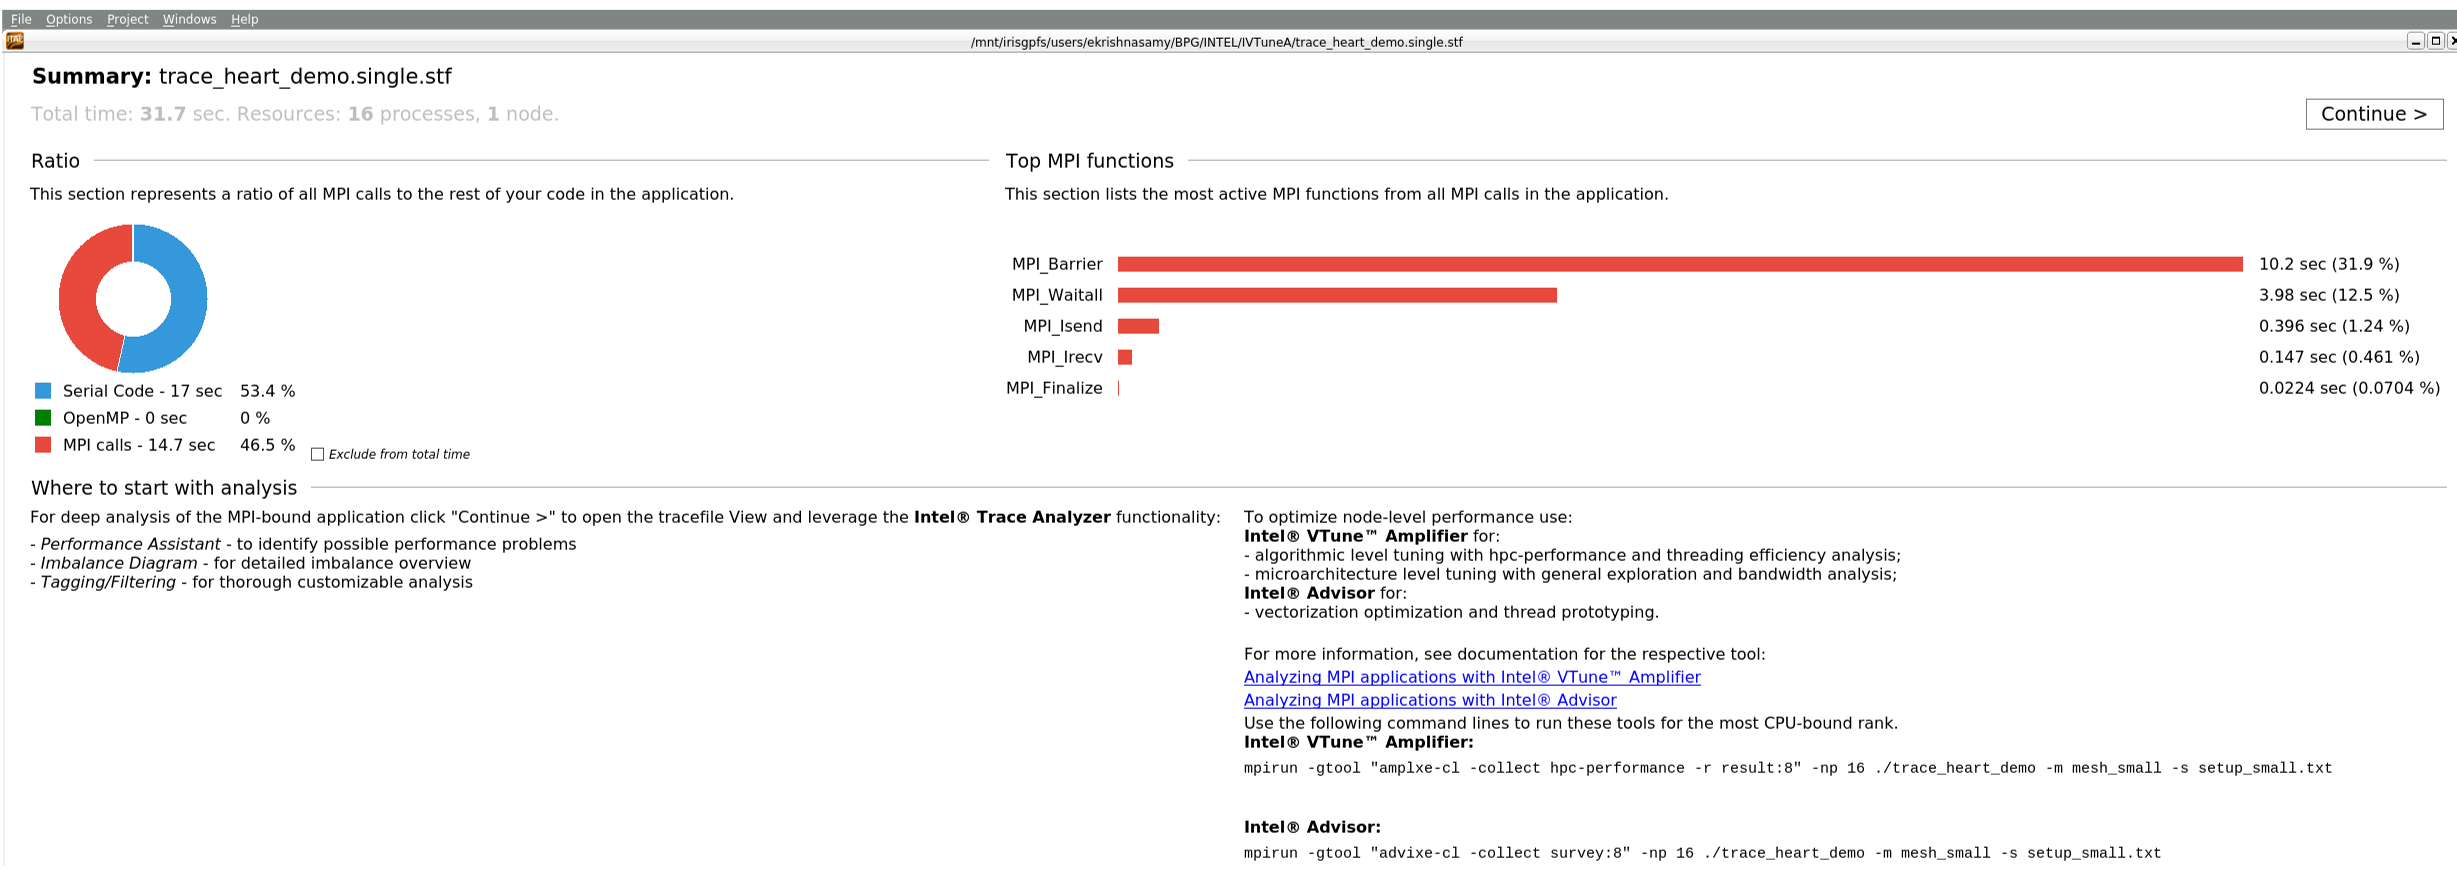 File Options Project Windows Help
ITAC
/mnt/irisgpfs/users/ekrishnasamy/BPG/INTEL/IVTuneA/trace_heart_demo.single.stf
Summary: trace_heart_demo.single.stf
Total time: 31.7 sec. Resources: 16 processes, 1 node.
Continue >
Ratio
This section represents a ratio of all MPI calls to the rest of your code in the application.
Serial Code - 17 sec 53.4 %
OpenMP - 0 sec 0 %
MPI calls - 14.7 sec 46.5 %
Exclude from total time
Top MPI functions
This section lists the most active MPI functions from all MPI calls in the application.
MPI_Barrier 10.2 sec (31.9 %)
MPI_Waitall 3.98 sec (12.5 %)
MPI_Isend 0.396 sec (1.24 %)
MPI_Irecv 0.147 sec (0.461 %)
MPI_Finalize 0.0224 sec (0.0704 %)
Where to start with analysis
For deep analysis of the MPI-bound application click "Continue >" to open the tracefile View and leverage the Intel® Trace Analyzer functionality:
- Performance Assistant - to identify possible performance problems
- Imbalance Diagram - for detailed imbalance overview
- Tagging/Filtering - for thorough customizable analysis
To optimize node-level performance use:
Intel® VTune™ Amplifier for:
- algorithmic level tuning with hpc-performance and threading efficiency analysis;
- microarchitecture level tuning with general exploration and bandwidth analysis;
Intel® Advisor for:
- vectorization optimization and thread prototyping.
For more information, see documentation for the respective tool:
Analyzing MPI applications with Intel® VTune™ Amplifier
Analyzing MPI applications with Intel® Advisor
Use the following command lines to run these tools for the most CPU-bound rank.
Intel® VTune™ Amplifier:
mpirun -gtool "amplxe-cl -collect hpc-performance -r result:8" -np 16 ./trace_heart_demo -m mesh_small -s setup_small.txt
Intel® Advisor:
mpirun -gtool "advixe-cl -collect survey:8" -np 16 ./trace_heart_demo -m mesh_small -s setup_small.txt